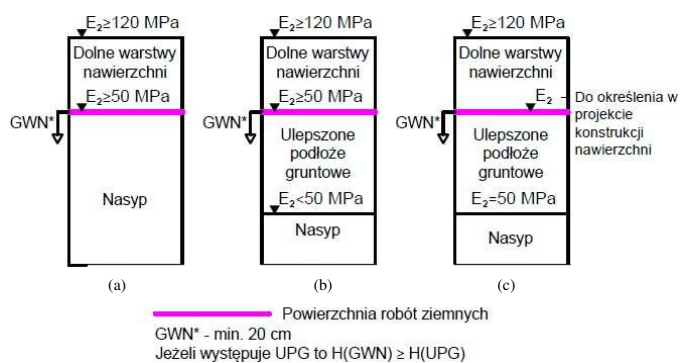 E₂≥120 MPa
Dolne warstwy
nawierzchni
E₂≥50 MPa
GWN*
Nasyp
(a)
E₂≥120 MPa
Dolne warstwy
nawierzchni
E₂≥50 MPa
GWN*
Ulepszone
podłoże
gruntowe
E₂<50 MPa
Nasyp
(b)
E₂≥120 MPa
Dolne warstwy
nawierzchni
E₂ - Do określenia w
projekcie
konstrukcji
nawierzchni
GWN*
Ulepszone
podłoże
gruntowe
E₂=50 MPa
Nasyp
(c)
Powierzchnia robót ziemnych
GWN* - min. 20 cm
Jeżeli występuje UPG to H(GWN) ≥ H(UPG)